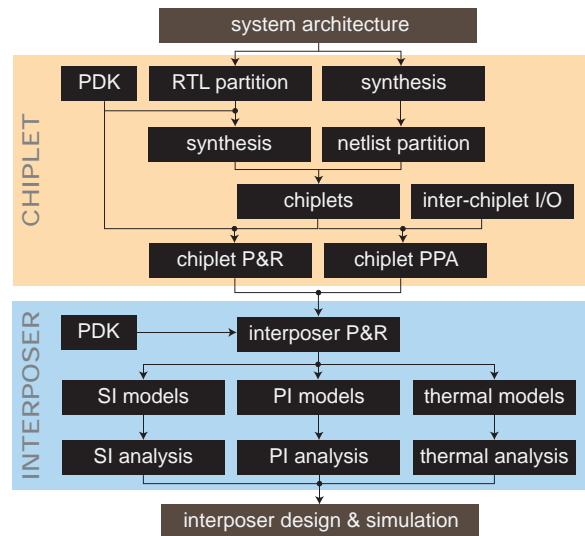 system architecture
CHIPLET
PDK
RTL partition
synthesis
synthesis
netlist partition
chiplets
inter-chiplet I/O
chiplet P&R
chiplet PPA
INTERPOSER
PDK
interposer P&R
SI models
PI models
thermal models
SI analysis
PI analysis
thermal analysis
interposer design & simulation